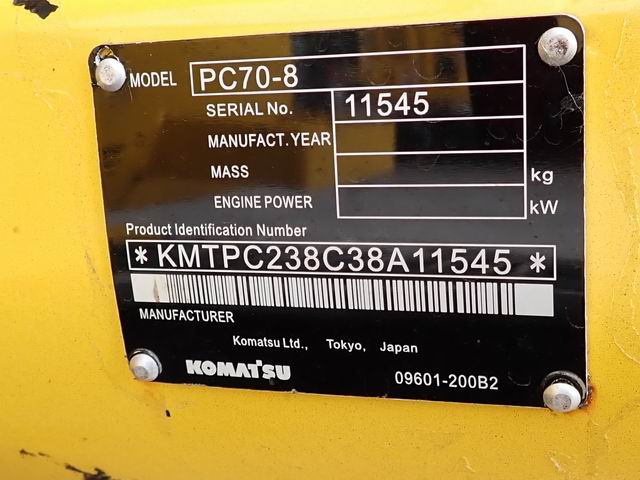 MODEL PC70-8
SERIAL No. 11545
MANUFACT.YEAR
MASS kg
ENGINE POWER kW
Product Identification Number
*KMTPC238C38A11545*
MANUFACTURER
Komatsu Ltd., Tokyo, Japan
KOMATSU 09601-200B2